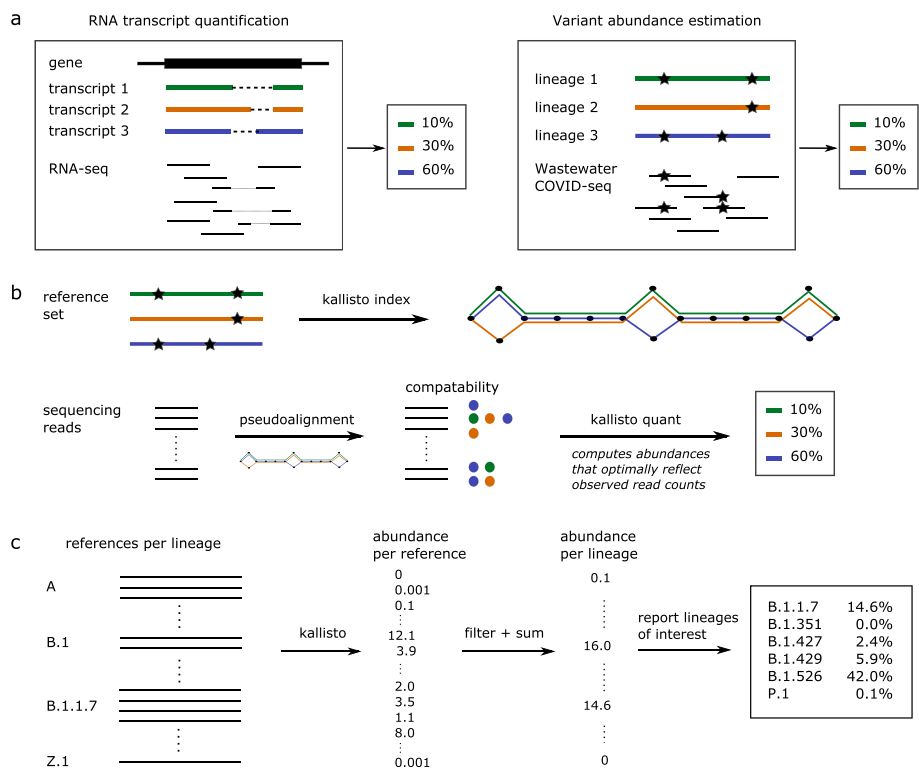 a
RNA transcript quantification
gene
transcript 1
transcript 2
transcript 3
RNA-seq
10%
30%
60%
Variant abundance estimation
lineage 1
lineage 2
lineage 3
Wastewater
COVID-seq
10%
30%
60%
b
reference
set
kallisto index
sequencing
reads
pseudoalignment
compatability
kallisto quant
computes abundances
that optimally reflect
observed read counts
10%
30%
60%
c
references per lineage
A
B.1
B.1.1.7
Z.1
kallisto
abundance
per reference
0
0.001
0.1
12.1
3.9
2.0
3.5
1.1
8.0
0.001
filter + sum
abundance
per lineage
0.1
16.0
14.6
0
report lineages
of interest
B.1.1.7 14.6%
B.1.351 0.0%
B.1.427 2.4%
B.1.429 5.9%
B.1.526 42.0%
P.1 0.1%